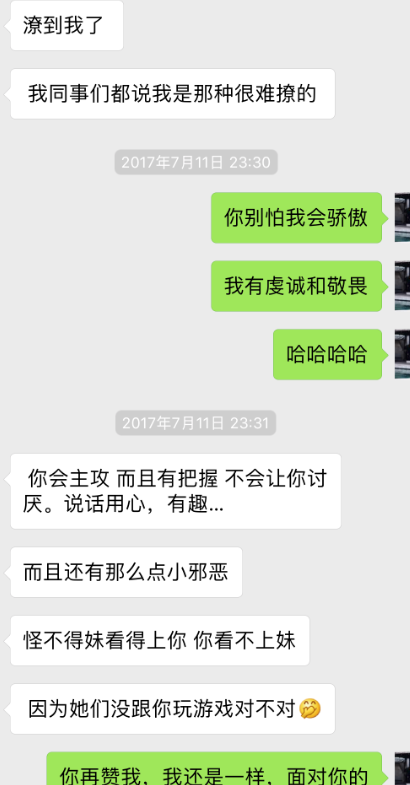 潦到我了
我同事们都说我是那种很难撩的
2017年7月11日 23:30
你别怕我会骄傲
我有虔诚和敬畏
哈哈哈哈
2017年7月11日 23:31
你会主攻 而且有把握 不会让你讨
厌。说话用心，有趣...
而且还有那么点小邪恶
怪不得妹看得上你 你看不上妹
因为她们没跟你玩游戏对不对🤭
你再赞我，我还是一样，面对你的